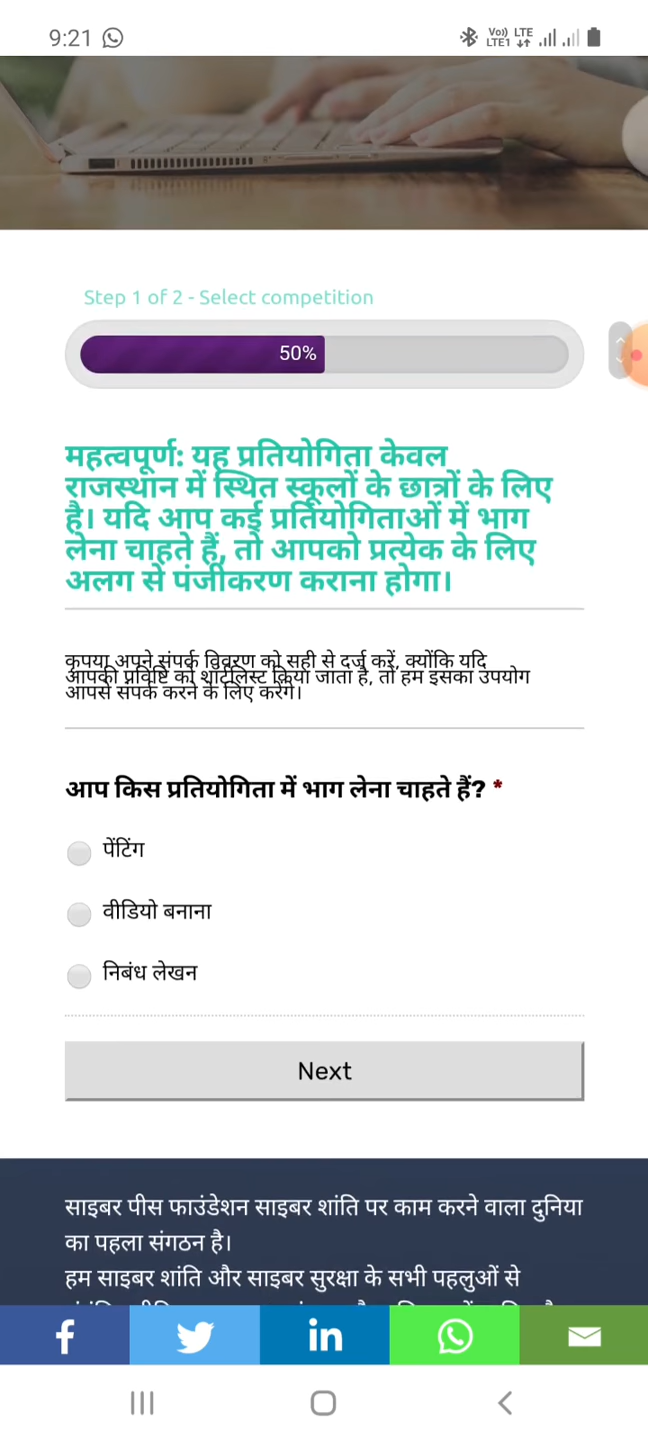 9:21
Vo)) LTE
LTE1
Step 1 of 2 - Select competition
50%
महत्वपूर्ण: यह प्रतियोगिता केवल
राजस्थान में स्थित स्कूलों के छात्रों के लिए
है। यदि आप कई प्रतियोगिताओं में भाग
लेना चाहते हैं, तो आपको प्रत्येक के लिए
अलग से पंजीकरण कराना होगा।
कृपया अपने संपर्क विवरण को सही से दर्ज करें, क्योंकि यदि
आपकी प्रविष्टि को शॉर्टलिस्ट किया जाता है, तो हम इसका उपयोग
आपसे संपर्क करने के लिए करेंगे।
आप किस प्रतियोगिता में भाग लेना चाहते हैं? *
पेंटिंग
वीडियो बनाना
निबंध लेखन
Next
साइबर पीस फाउंडेशन साइबर शांति पर काम करने वाला दुनिया
का पहला संगठन है।
हम साइबर शांति और साइबर सुरक्षा के सभी पहलुओं से